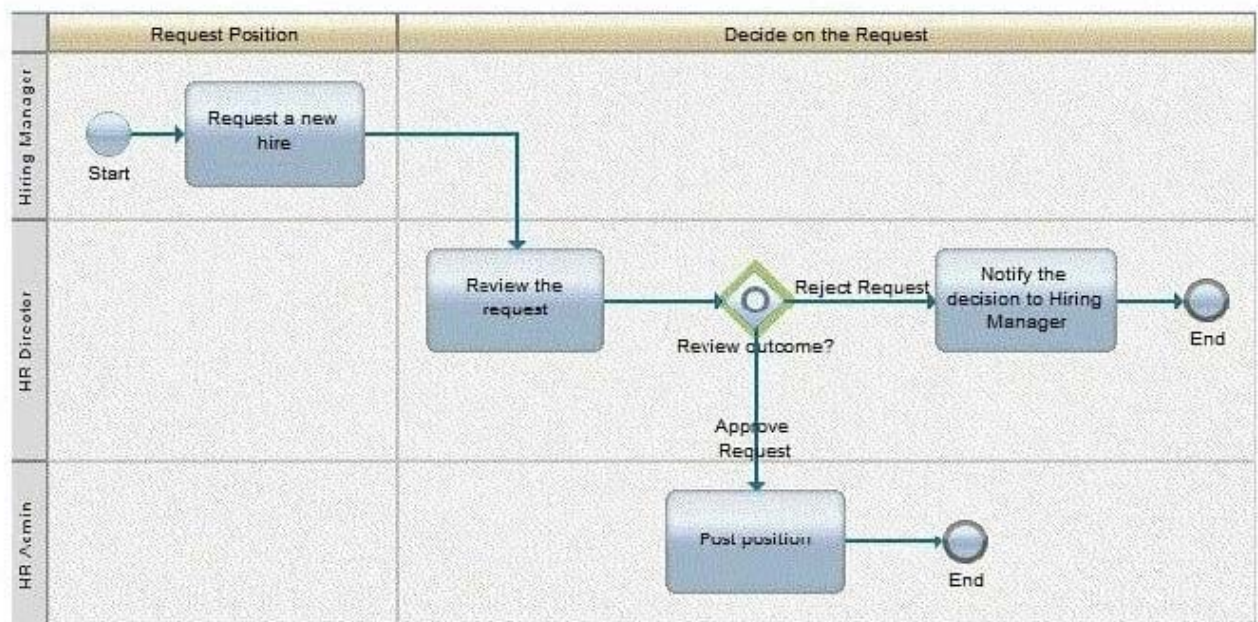 Request Position
Decide on the Request
Hiring Manager
Start
Request a new
hire
HR Director
Review the
request
Review outcome?
Reject Request
Notify the
decision to Hiring
Manager
End
Approve
Request
HR Admin
Post position
End